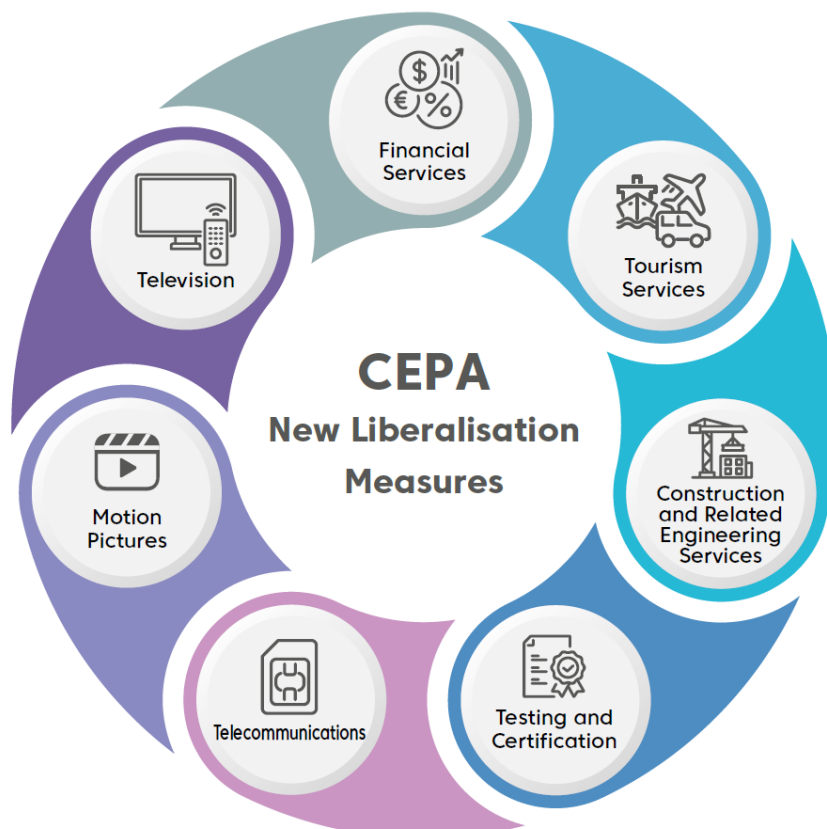 CEPA
New Liberalisation
Measures
$
€
%
Financial
Services
Tourism
Services
Construction
and Related
Engineering
Services
Testing and
Certification
Telecommunications
Motion
Pictures
Television